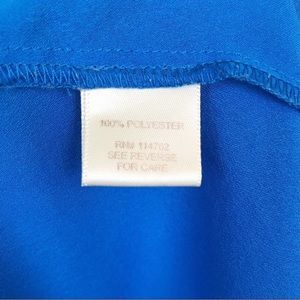 100% POLYESTER
RN# 114702
SEE REVERSE
FOR CARE